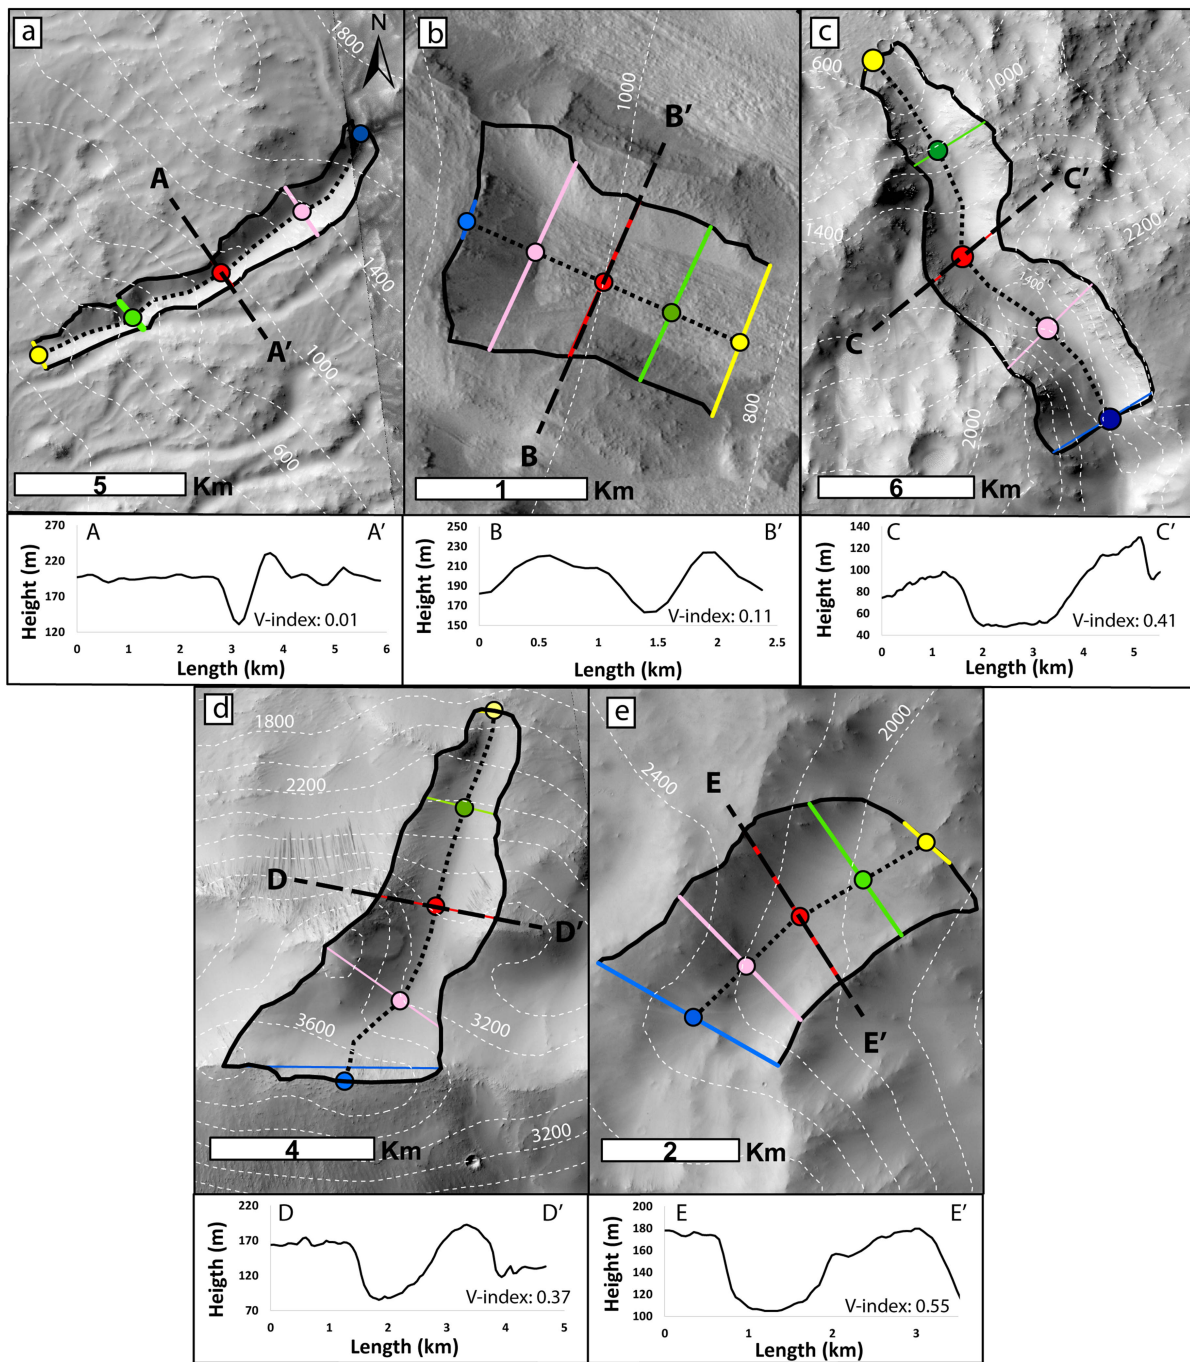 a
N
1800
A
A'
1400
1000
600
5 Km
b
1000
B'
B
800
1 Km
c
600
1000
C'
2200
1400
1400
C
2000
6 Km
A A'
Height (m)
270
220
170
120
V-index: 0.01
0 1 2 3 4 5 6
Length (km)
B B'
Height (m)
250
230
210
190
170
150
V-index: 0.11
0 0.5 1 1.5 2 2.5
Length (km)
C C'
Height (m)
140
120
100
80
60
40
V-index: 0.41
0 1 2 3 4 5
Length (km)
d
1800
2200
D
D'
3600
3200
3200
4 Km
e
2000
2400
E
E'
2 Km
D D'
Heigth (m)
220
170
120
70
V-index: 0.37
0 1 2 3 4 5
Length (km)
E E'
Height (m)
200
180
160
140
120
100
V-index: 0.55
0 1 2 3
Length (km)